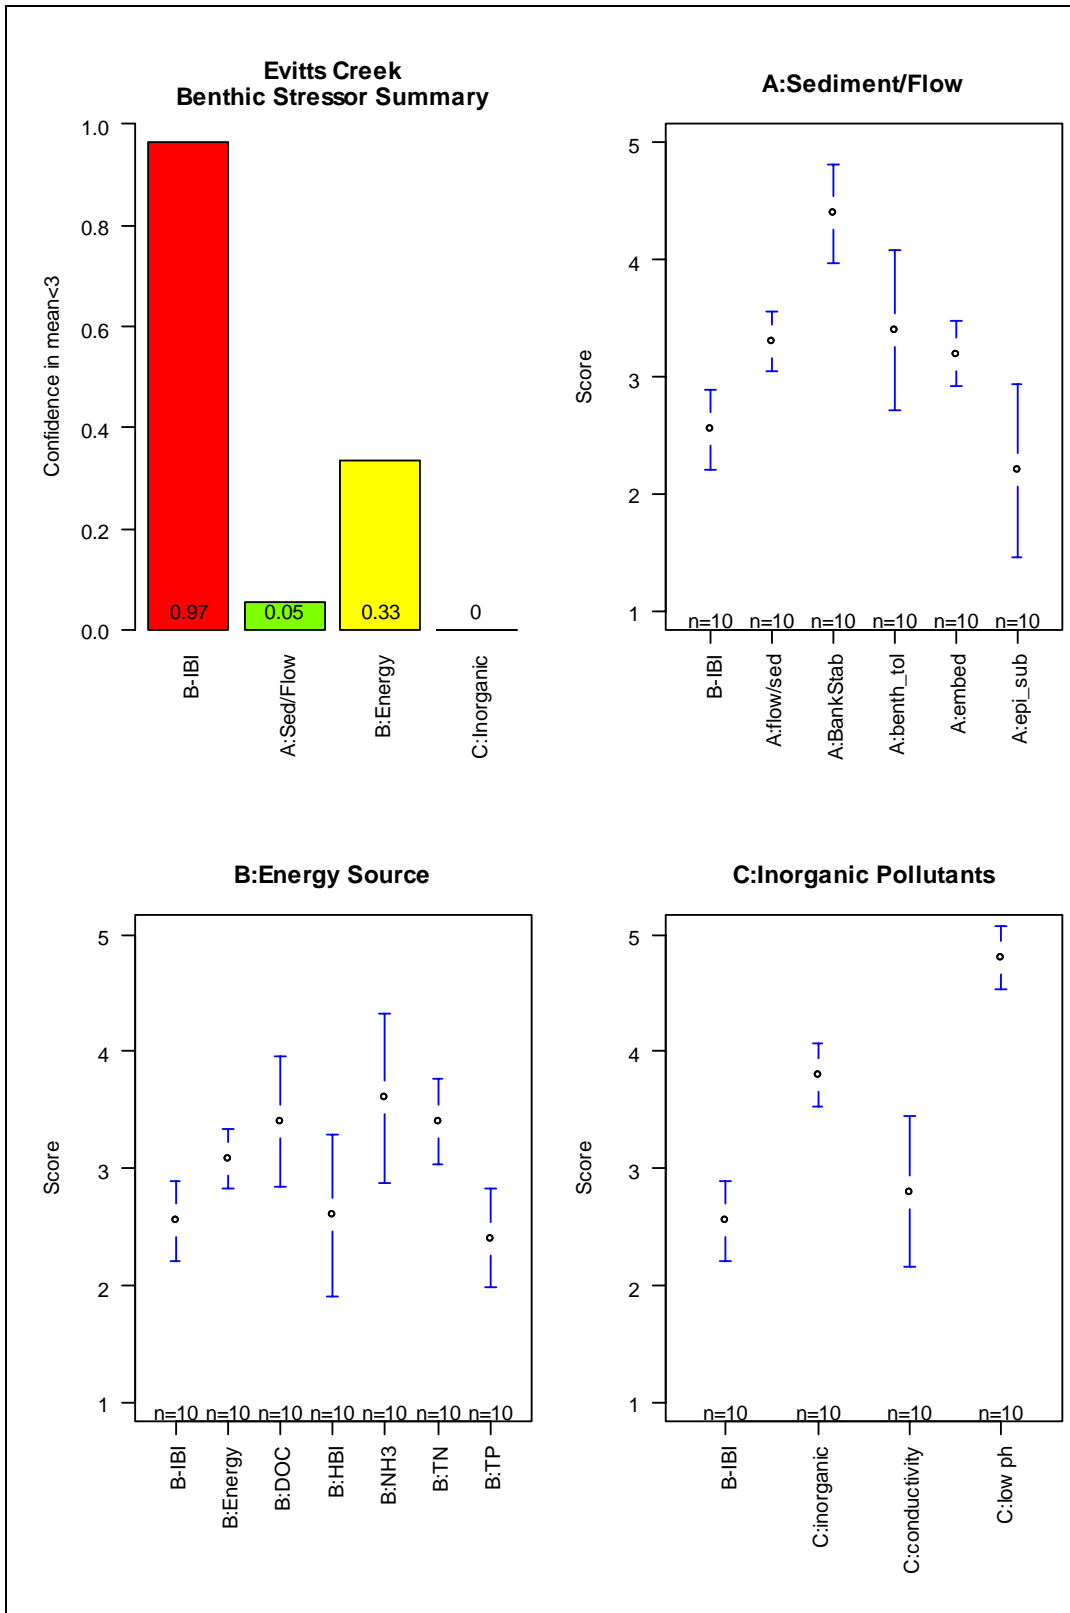 Evitts Creek
Benthic Stressor Summary
Confidence in mean<3
1.0
0.8
0.6
0.4
0.2
0.0
0.97
0.05
0.33
0
B-IBI
A:Sed/Flow
B:Energy
C:Inorganic
A:Sediment/Flow
Score
5
4
3
2
1
n=10 n=10 n=10 n=10 n=10 n=10
B-IBI
A:flow/sed
A:BankStab
A:benth_tol
A:embed
A:epi_sub
B:Energy Source
Score
5
4
3
2
1
n=10 n=10 n=10 n=10 n=10 n=10 n=10
B-IBI
B:Energy
B:DOC
B:HBI
B:NH3
B:TN
B:TP
C:Inorganic Pollutants
Score
5
4
3
2
1
n=10 n=10 n=10 n=10
B-IBI
C:inorganic
C:conductivity
C:low ph